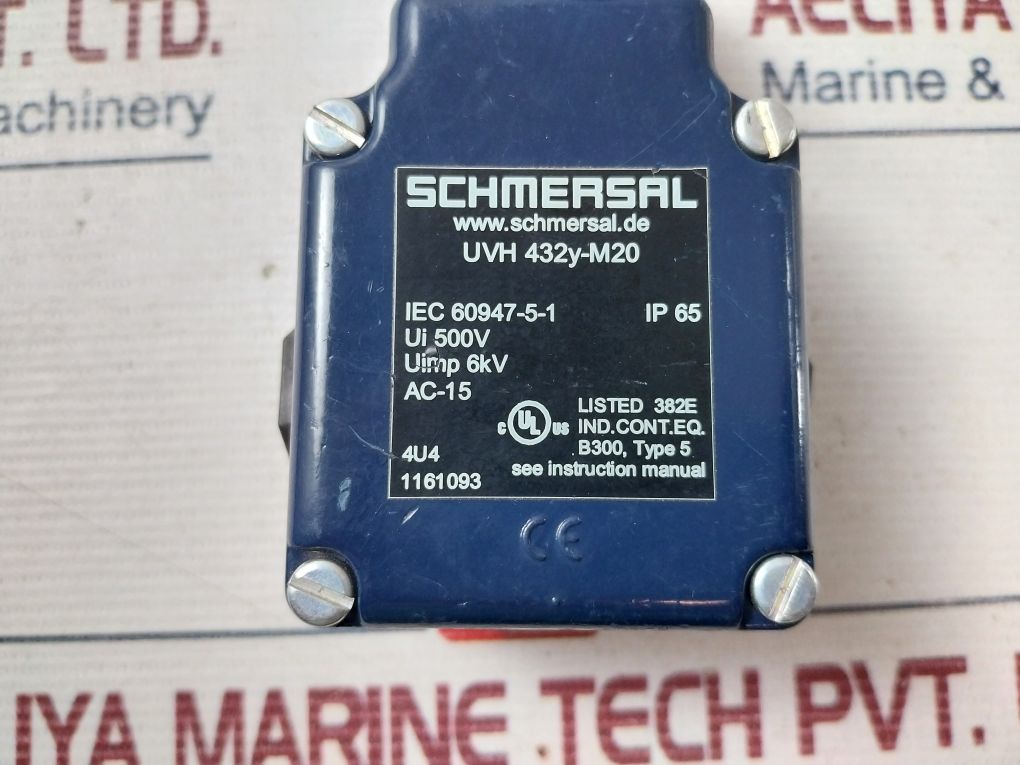 T. LTD.
achinery
Marine &
SCHMERSAL
www.schmersal.de
UVH 432y-M20
IEC 60947-5-1 IP 65
Ui 500V
Uimp 6kV
AC-15
C UL US
LISTED 382E
IND.CONT.EQ.
B300, Type 5
see instruction manual
4U4
1161093
CE
IYA MARINE TECH PVT.